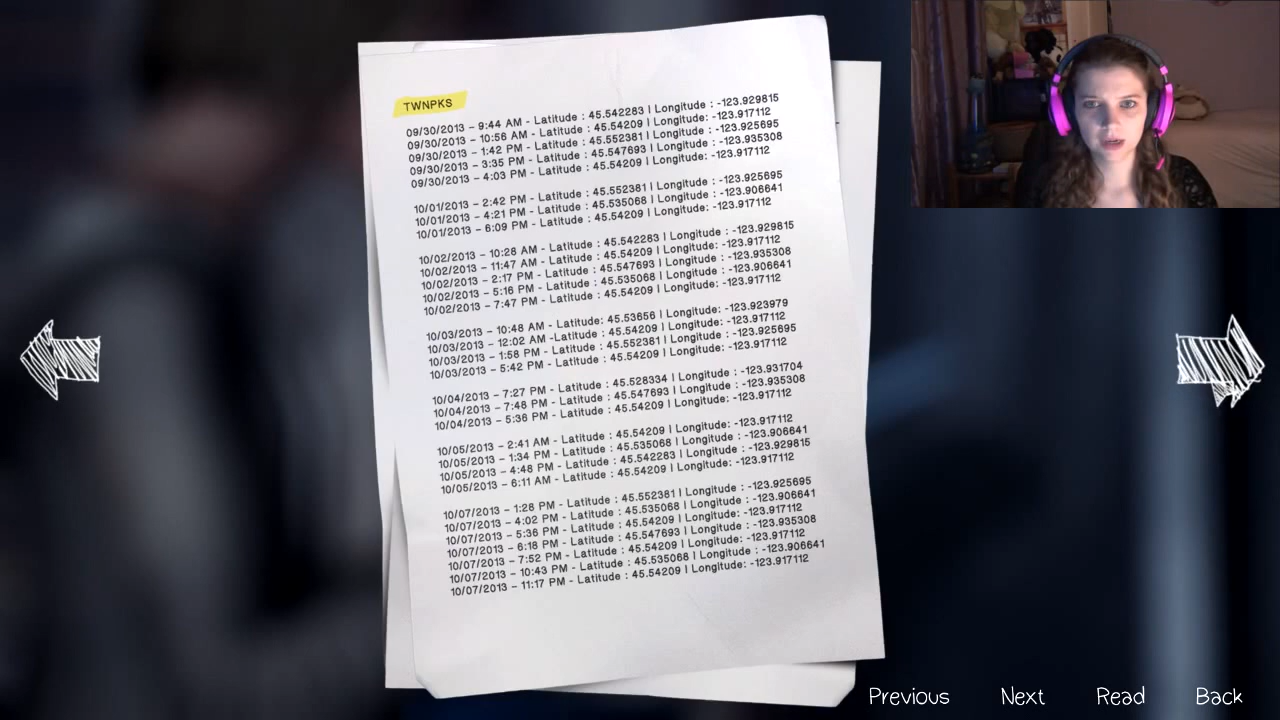 TWNPKS
09/30/2013 – 9:44 AM - Latitude : 45.542283 | Longitude : -123.929815
09/30/2013 – 10:56 AM - Latitude : 45.54209 | Longitude: -123.917112
09/30/2013 – 1:42 PM - Latitude : 45.552381 | Longitude : -123.925695
09/30/2013 – 3:35 PM - Latitude : 45.547693 | Longitude : -123.935308
09/30/2013 – 4:03 PM - Latitude : 45.54209 | Longitude: -123.917112
10/01/2013 – 2:42 PM - Latitude : 45.552381 | Longitude : -123.925695
10/01/2013 – 4:21 PM - Latitude : 45.535068 | Longitude : -123.906641
10/01/2013 – 6:09 PM - Latitude : 45.54209 | Longitude: -123.917112
10/02/2013 – 10:28 AM - Latitude : 45.542283 | Longitude : -123.929815
10/02/2013 – 11:47 AM - Latitude : 45.54209 | Longitude: -123.917112
10/02/2013 – 2:17 PM - Latitude : 45.547693 | Longitude : -123.935308
10/02/2013 – 5:16 PM - Latitude : 45.535068 | Longitude : -123.906641
10/02/2013 – 7:47 PM - Latitude : 45.54209 | Longitude: -123.917112
10/03/2013 – 10:48 AM - Latitude: 45.53656 | Longitude: -123.923979
10/03/2013 – 12:02 AM -Latitude : 45.54209 | Longitude: -123.917112
10/03/2013 – 1:58 PM - Latitude : 45.552381 | Longitude : -123.925695
10/03/2013 – 5:42 PM - Latitude : 45.54209 | Longitude: -123.917112
10/04/2013 – 7:27 PM - Latitude : 45.528334 | Longitude : -123.931704
10/04/2013 – 7:48 PM - Latitude : 45.547693 | Longitude : -123.935308
10/04/2013 – 5:36 PM - Latitude : 45.54209 | Longitude: -123.917112
10/05/2013 – 2:41 AM - Latitude : 45.54209 | Longitude: -123.917112
10/05/2013 – 1:34 PM - Latitude : 45.535068 | Longitude : -123.906641
10/05/2013 – 4:48 PM - Latitude : 45.542283 | Longitude : -123.929815
10/05/2013 – 6:11 AM - Latitude : 45.54209 | Longitude: -123.917112
10/07/2013 – 1:28 PM - Latitude : 45.552381 | Longitude : -123.925695
10/07/2013 – 4:02 PM - Latitude : 45.535068 | Longitude : -123.906641
10/07/2013 – 5:36 PM - Latitude : 45.54209 | Longitude: -123.917112
10/07/2013 – 6:18 PM - Latitude : 45.547693 | Longitude : -123.935308
10/07/2013 – 7:52 PM - Latitude : 45.54209 | Longitude: -123.917112
10/07/2013 – 10:43 PM - Latitude : 45.535068 | Longitude : -123.906641
10/07/2013 – 11:17 PM - Latitude : 45.54209 | Longitude: -123.917112
Previous Next Read Back